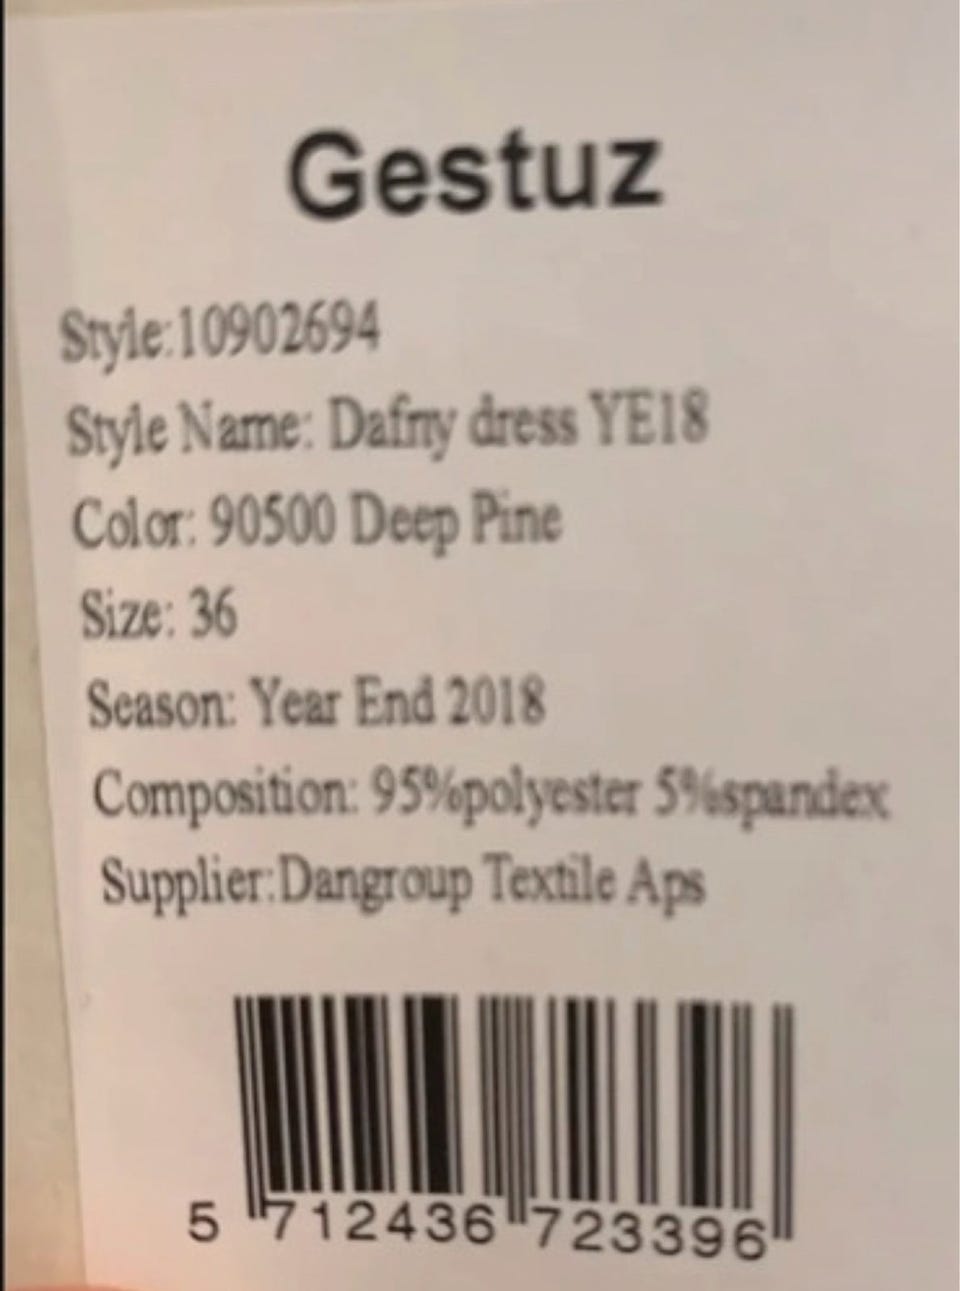 Gestuz
Style:10902694
Style Name: Dafny dress YE18
Color: 90500 Deep Pine
Size: 36
Season: Year End 2018
Composition: 95%polyester 5%spandex
Supplier:Dangroup Textile Aps
5 712436 723396